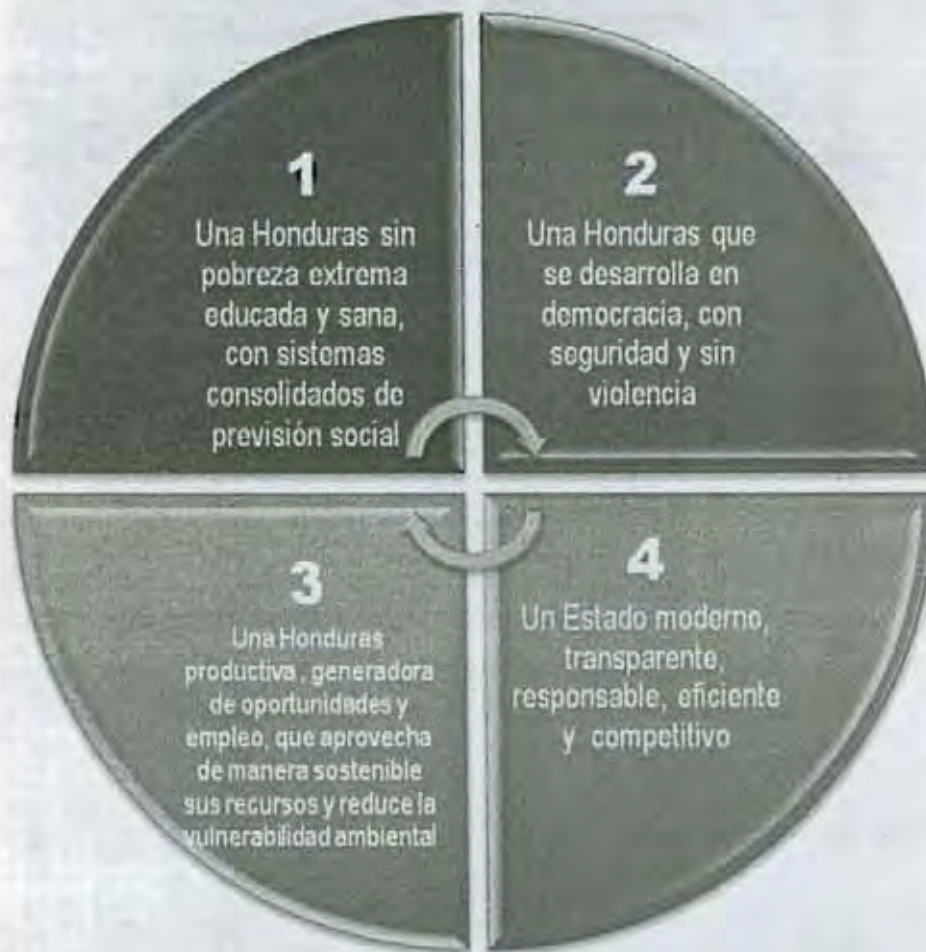 1
Una Honduras sin
pobreza extrema
educada y sana,
con sistemas
consolidados de
previsión social
2
Una Honduras que
se desarrolla en
democracia, con
seguridad y sin
violencia
3
Una Honduras
productiva, generadora
de oportunidades y
empleo, que aprovecha
de manera sostenible
sus recursos y reduce la
vulnerabilidad ambiental
4
Un Estado moderno,
transparente,
responsable, eficiente
y competitivo